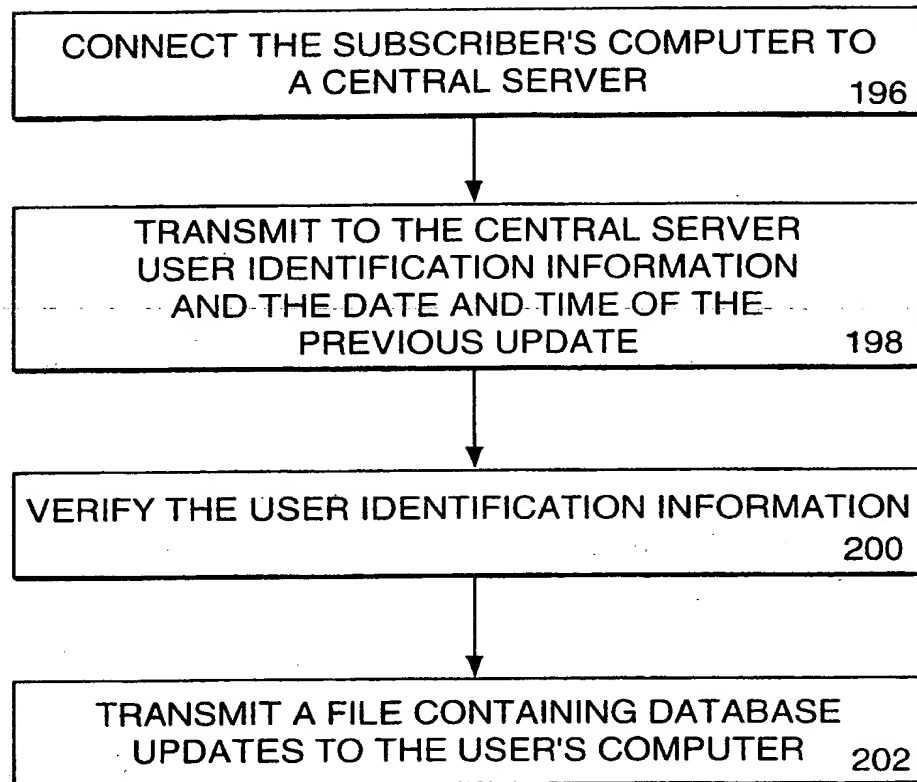 CONNECT THE SUBSCRIBER'S COMPUTER TO
A CENTRAL SERVER
196
TRANSMIT TO THE CENTRAL SERVER
USER IDENTIFICATION INFORMATION
AND THE DATE AND TIME OF THE
PREVIOUS UPDATE
198
VERIFY THE USER IDENTIFICATION INFORMATION
200
TRANSMIT A FILE CONTAINING DATABASE
UPDATES TO THE USER'S COMPUTER
202